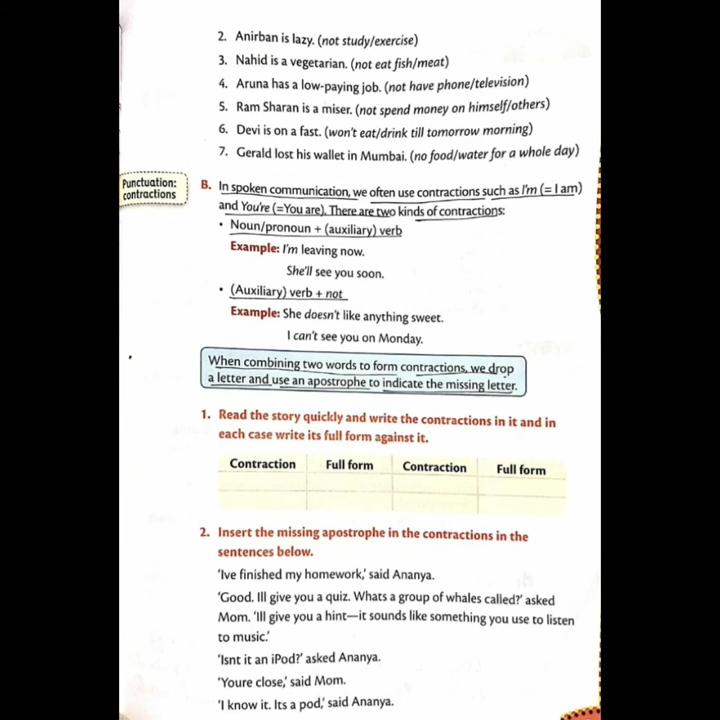 2. Anirban is lazy. (not study/exercise)
3. Nahid is a vegetarian. (not eat fish/meat)
4. Aruna has a low-paying job. (not have phone/television)
5. Ram Sharan is a miser. (not spend money on himself/others)
6. Devi is on a fast. (won't eat/drink till tomorrow morning)
7. Gerald lost his wallet in Mumbai. (no food/water for a whole day)
Punctuation:
contractions
B. In spoken communication, we often use contractions such as I'm (= I am)
and You're (=You are). There are two kinds of contractions:
• Noun/pronoun + (auxiliary) verb
Example: I'm leaving now.
She'll see you soon.
• (Auxiliary) verb + not
Example: She doesn't like anything sweet.
I can't see you on Monday.
When combining two words to form contractions, we drop
a letter and use an apostrophe to indicate the missing letter.
1. Read the story quickly and write the contractions in it and in
each case write its full form against it.
Contraction Full form Contraction Full form
2. Insert the missing apostrophe in the contractions in the
sentences below.
'Ive finished my homework,' said Ananya.
'Good. Ill give you a quiz. Whats a group of whales called?' asked
Mom. 'Ill give you a hint—it sounds like something you use to listen
to music.'
'Isnt it an iPod?' asked Ananya.
'Youre close,' said Mom.
'I know it. Its a pod,' said Ananya.